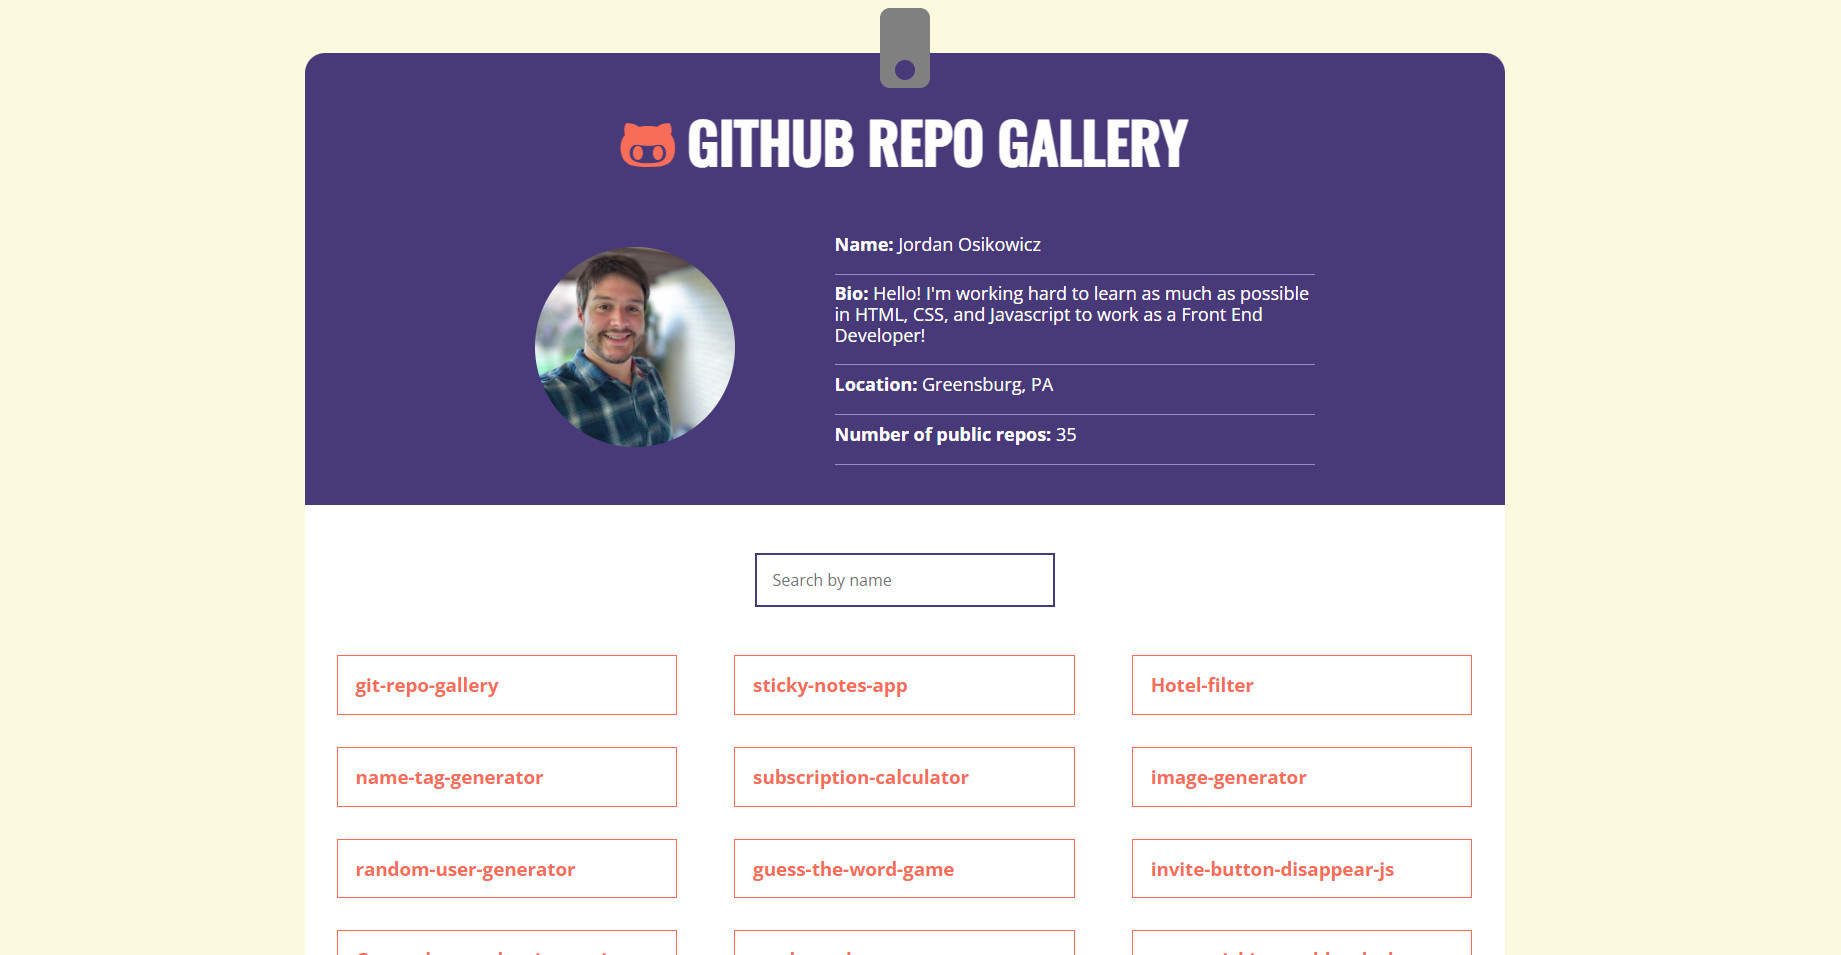 GITHUB REPO GALLERY
Name: Jordan Osikowicz
Bio: Hello! I'm working hard to learn as much as possible
in HTML, CSS, and Javascript to work as a Front End
Developer!
Location: Greensburg, PA
Number of public repos: 35
Search by name
git-repo-gallery
sticky-notes-app
Hotel-filter
name-tag-generator
subscription-calculator
image-generator
random-user-generator
guess-the-word-game
invite-button-disappear-js